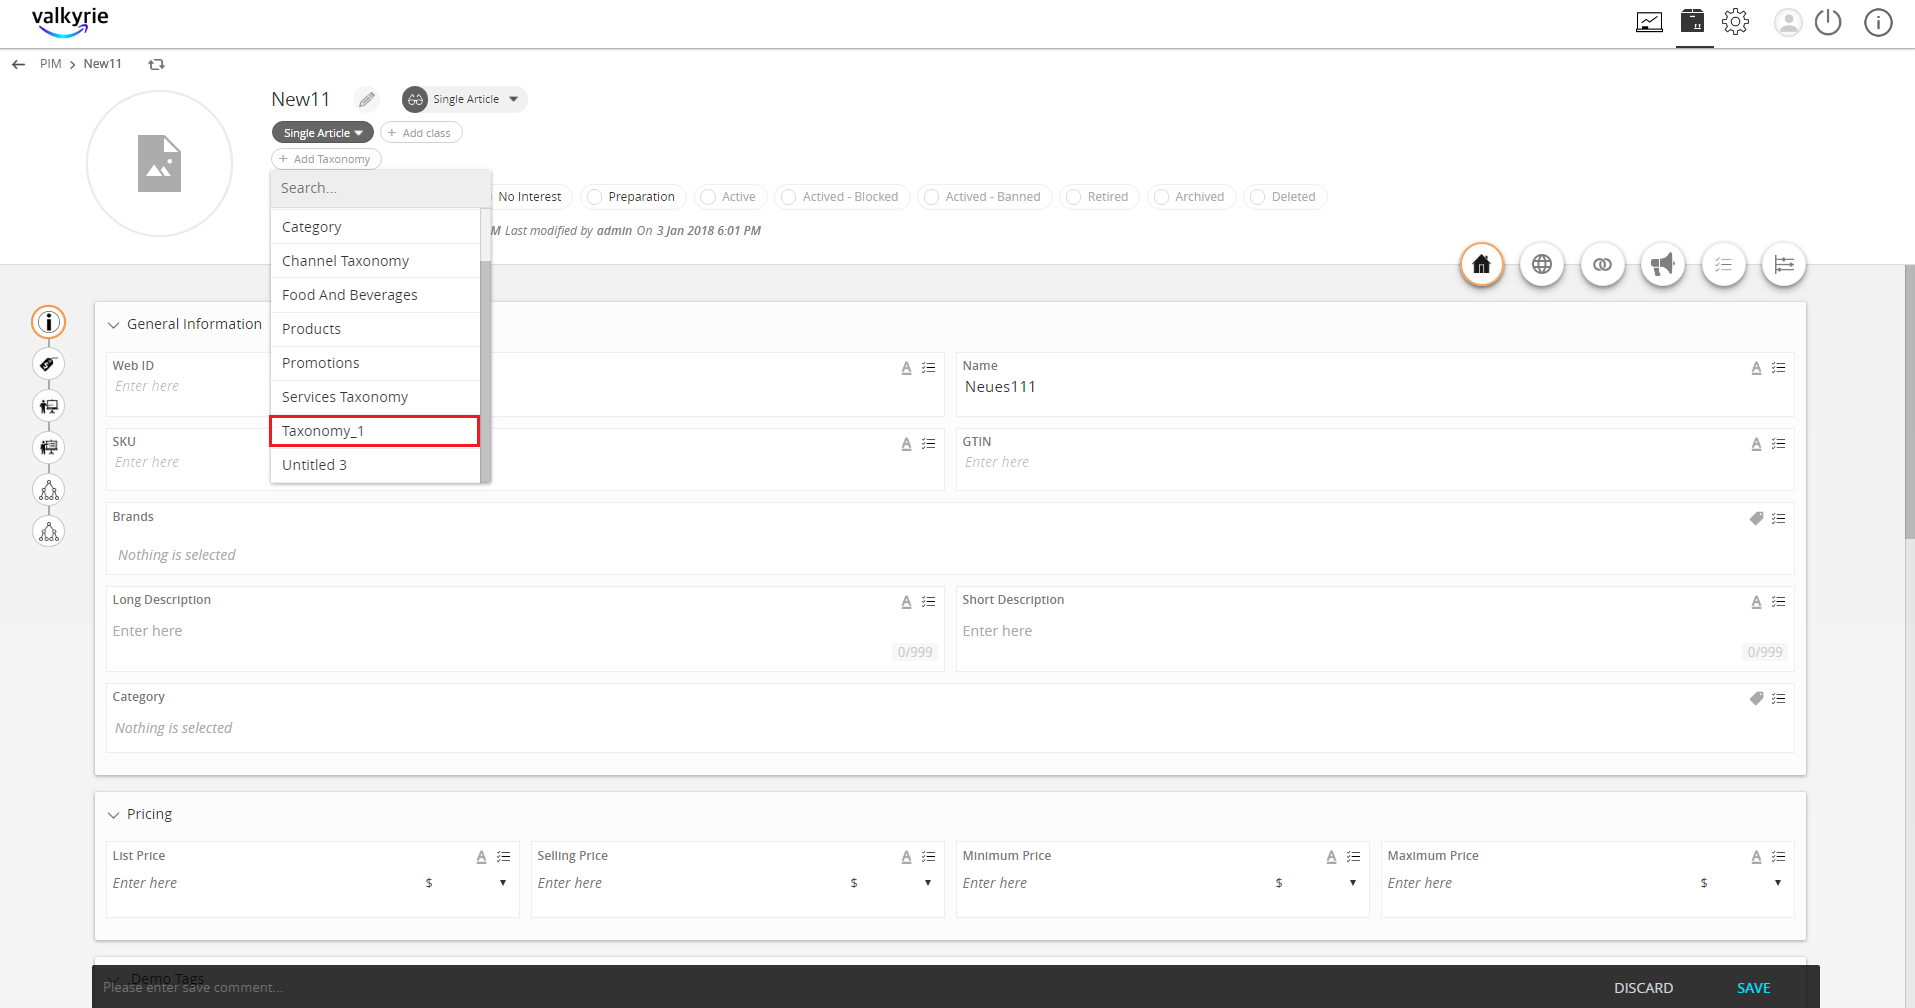 valkyrie
PIM > New11
New11 Single Article
Single Article + Add class
+ Add Taxonomy
Search...
No Interest Preparation Active Actived - Blocked Actived - Banned Retired Archived Deleted
Category
M Last modified by admin On 3 Jan 2018 6:01 PM
Channel Taxonomy
Food And Beverages
Products
Promotions
Services Taxonomy
Taxonomy_1
Untitled 3
General Information
Web ID
Enter here
Name
Neues111
SKU
Enter here
GTIN
Enter here
Brands
Nothing is selected
Long Description
Enter here
0/999
Short Description
Enter here
0/999
Category
Nothing is selected
Pricing
List Price
Enter here $
Selling Price
Enter here $
Minimum Price
Enter here $
Maximum Price
Enter here $
Demo Tags
Please enter save comment...
DISCARD SAVE